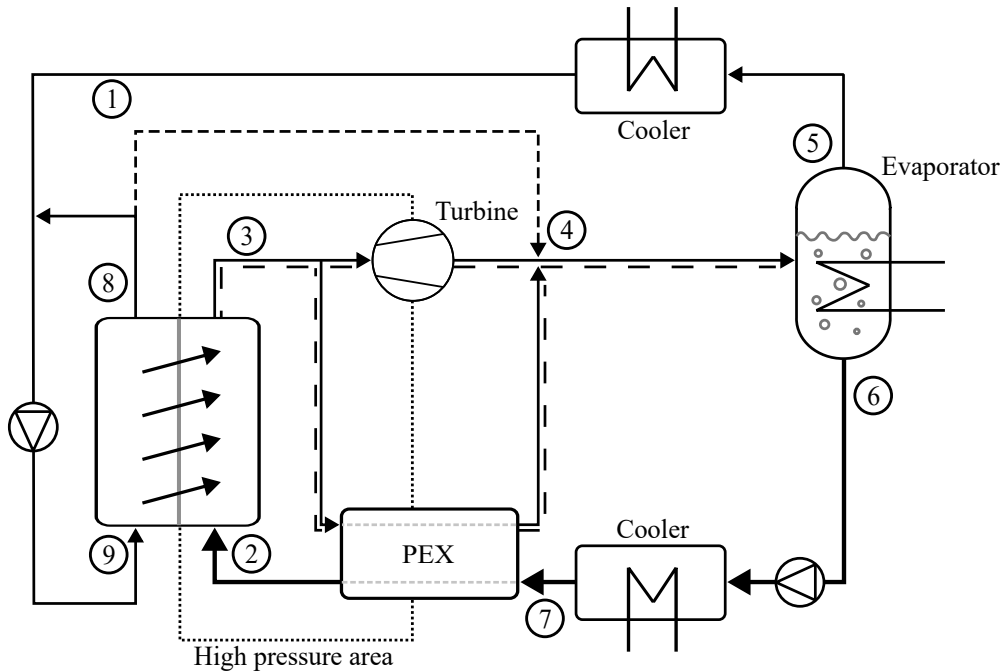 1
Cooler
5
Evaporator
Turbine
3
4
8
6
9
2
PEX
Cooler
7
High pressure area